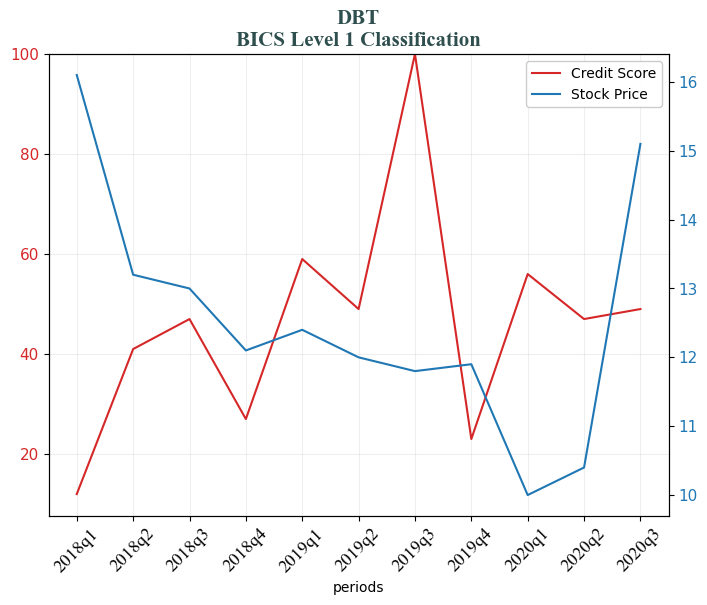 DBT
BICS Level 1 Classification
Credit Score
Stock Price
100
80
60
40
20
16
15
14
13
12
11
10
2018q1
2018q2
2018q3
2018q4
2019q1
2019q2
2019q3
2019q4
2020q1
2020q2
2020q3
periods